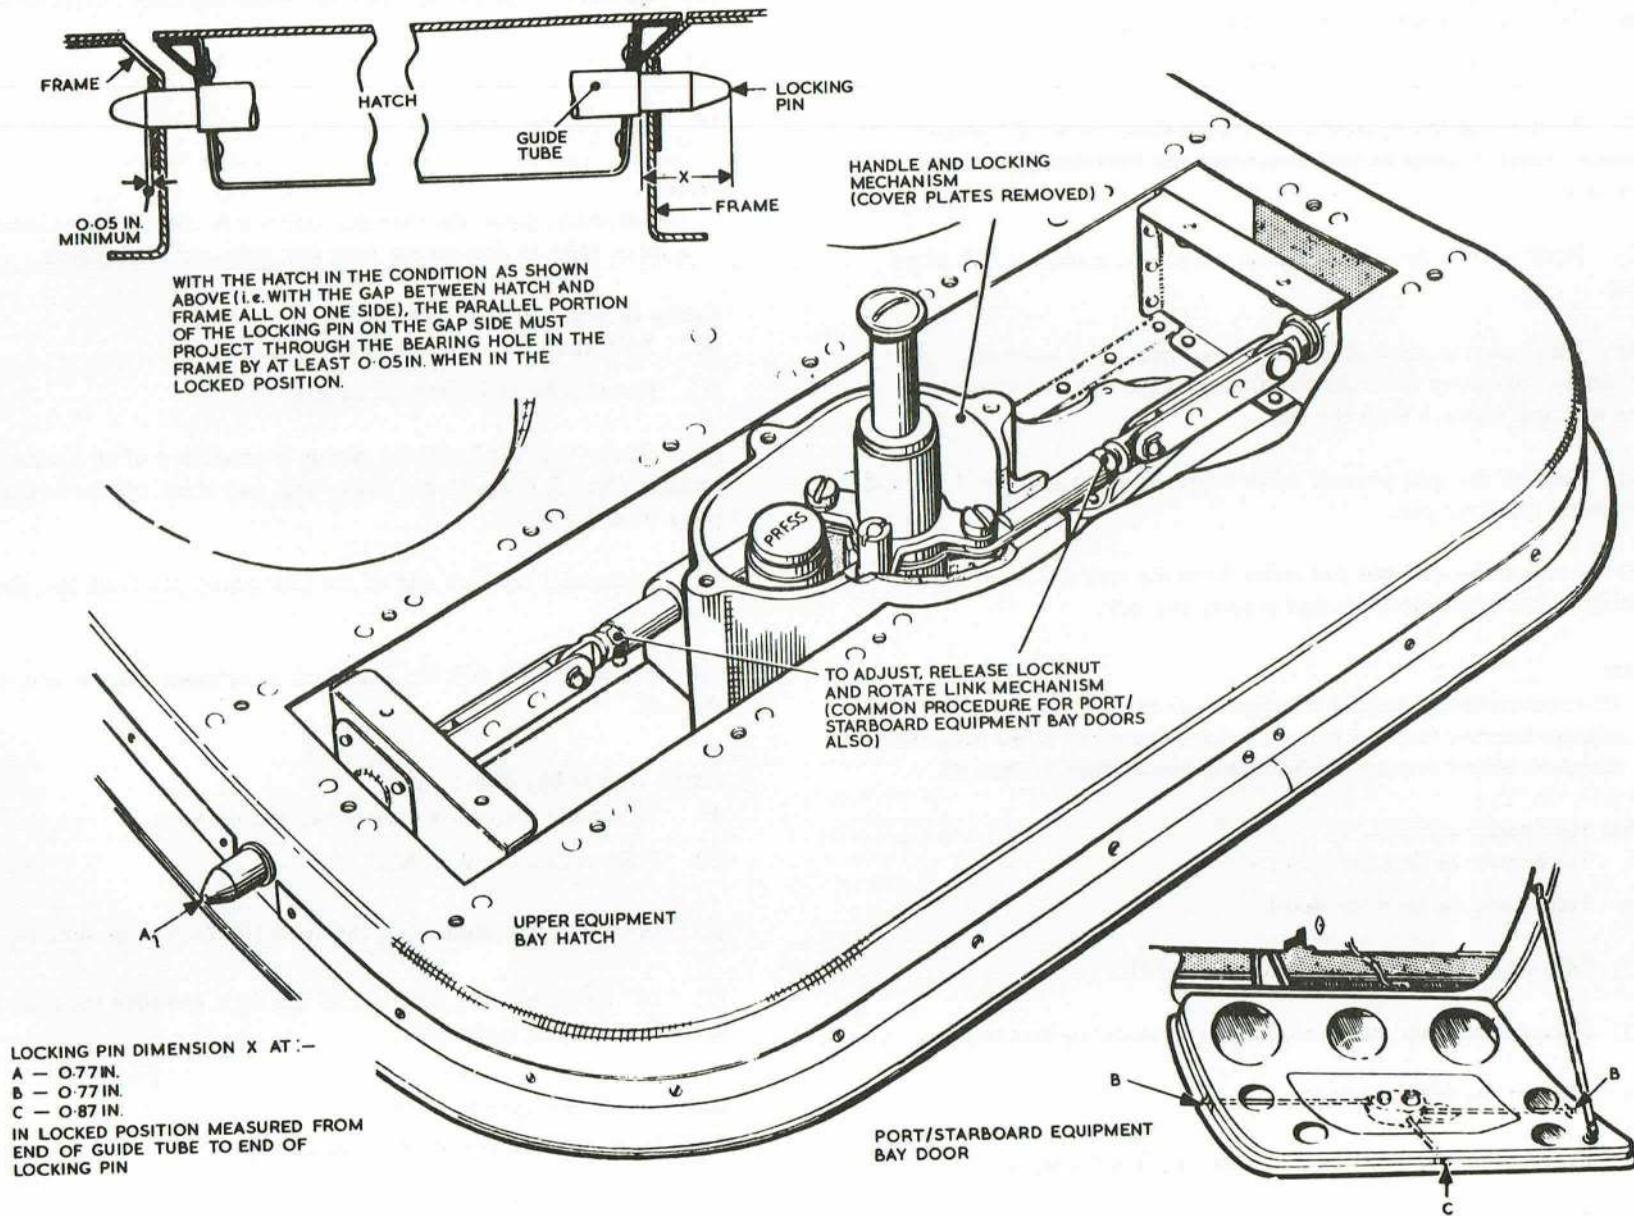 FRAME
HATCH
GUIDE
TUBE
LOCKING
PIN
X
FRAME
0·05 IN.
MINIMUM
WITH THE HATCH IN THE CONDITION AS SHOWN
ABOVE (i.e. WITH THE GAP BETWEEN HATCH AND
FRAME ALL ON ONE SIDE), THE PARALLEL PORTION
OF THE LOCKING PIN ON THE GAP SIDE MUST
PROJECT THROUGH THE BEARING HOLE IN THE
FRAME BY AT LEAST 0·05IN. WHEN IN THE
LOCKED POSITION.
HANDLE AND LOCKING
MECHANISM
(COVER PLATES REMOVED)
PRESS
TO ADJUST, RELEASE LOCKNUT
AND ROTATE LINK MECHANISM
(COMMON PROCEDURE FOR PORT/
STARBOARD EQUIPMENT BAY DOORS
ALSO)
A
UPPER EQUIPMENT
BAY HATCH
LOCKING PIN DIMENSION X AT:—
A — 0·77IN.
B — 0·77 IN.
C — 0·87 IN.
IN LOCKED POSITION MEASURED FROM
END OF GUIDE TUBE TO END OF
LOCKING PIN
B
B
PORT/STARBOARD EQUIPMENT
BAY DOOR
C